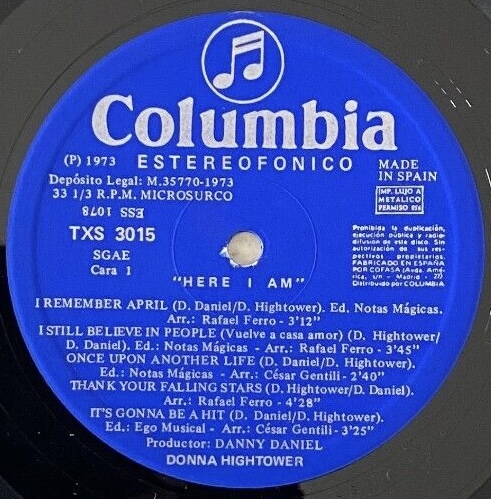 Columbia
ESTEREOFONICO
(P) 1973
MADE
IN SPAIN
Depósito Legal: M.35770-1973
33 1/3 R.P.M. MICROSURCO
ESS 1078
IMP. LUJO A
METALICO
PERMISO
TXS 3015
SGAE
Cara 1
Prohibida la duplicación,
ejecución pública y radio-
difusión de este disco. Sin
autorización de sus res-
pectivos propietarios.
FABRICADO EN ESPAÑA
POR COFASA (Avda. Amé-
rica, s/n - Madrid -
Distribuido por COLUMBIA
"HERE I AM"
I REMEMBER APRIL (D. Daniel/D. Hightower). Ed. Notas Mágicas.
Arr.: Rafael Ferro - 3'12"
I STILL BELIEVE IN PEOPLE (Vuelve a casa amor) (D. Hightower/
D. Daniel). Ed.: Notas Mágicas - Arr.: Rafael Ferro - 3'45"
ONCE UPON ANOTHER LIFE (D. Daniel/D. Hightower).
Ed.: Notas Mágicas - Arr.: César Gentili - 2'40"
THANK YOUR FALLING STARS (D. Hightower/D. Daniel).
Arr.: Rafael Ferro - 4'28"
IT'S GONNA BE A HIT (D. Daniel/D. Hightower).
Ed.: Ego Musical - Arr.: César Gentili - 3'25"
Productor: DANNY DANIEL
DONNA HIGHTOWER